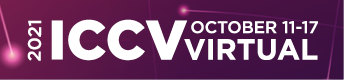 2021
ICCV
OCTOBER 11-17
VIRTUAL